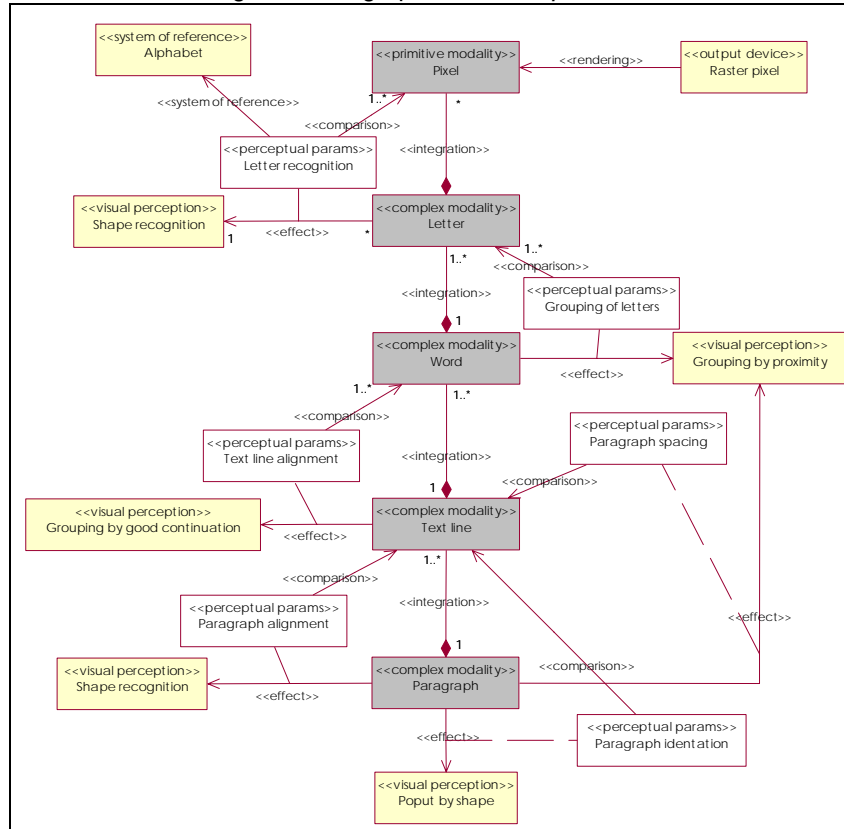 <<system of reference>>
Alphabet
<<primitive modality>>
Pixel
<<rendering>>
<<output device>>
Raster pixel
<<system of reference>>
1..*
*
<<comparison>>
<<perceptual params>>
Letter recognition
<<integration>>
<<visual perception>>
Shape recognition
1
<<effect>>
*
<<complex modality>>
Letter
1..*
1..*
<<comparison>>
<<integration>>
<<perceptual params>>
Grouping of letters
1
<<complex modality>>
Word
<<effect>>
<<visual perception>>
Grouping by proximity
1..*
1..*
<<comparison>>
<<perceptual params>>
Text line alignment
<<perceptual params>>
Paragraph spacing
<<integration>>
<<comparison>>
1
<<visual perception>>
Grouping by good continuation
<<effect>>
<<complex modality>>
Text line
1..*
<<comparison>>
<<perceptual params>>
Paragraph alignment
<<integration>>
<<effect>>
1
<<visual perception>>
Shape recognition
<<effect>>
<<complex modality>>
Paragraph
<<comparison>>
<<effect>>
<<perceptual params>>
Paragraph identation
<<visual perception>>
Poput by shape